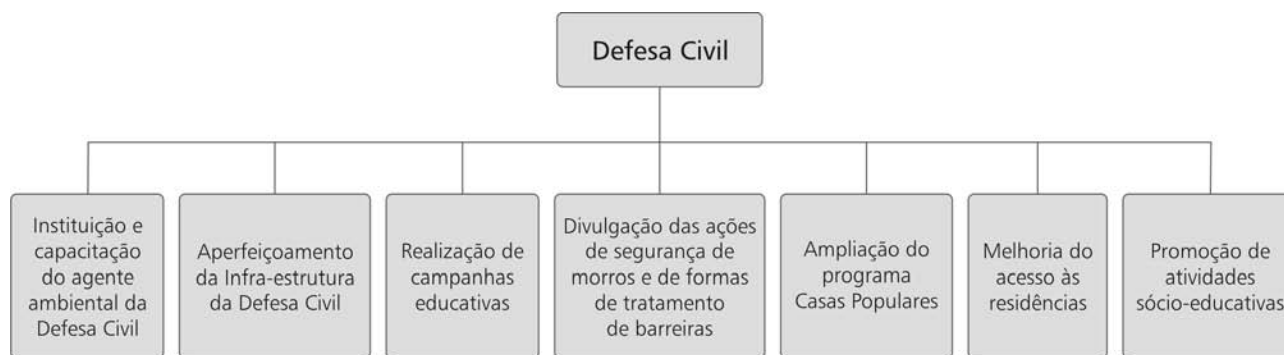 Defesa Civil
Instituição e
capacitação
do agente
ambiental da
Defesa Civil
Aperfeiçoamento
da Infra-estrutura
da Defesa Civil
Realização de
campanhas
educativas
Divulgação das ações
de segurança de
morros e de formas
de tratamento
de barreiras
Ampliação do
programa
Casas Populares
Melhoria do
acesso às
residências
Promoção de
atividades
sócio-educativas